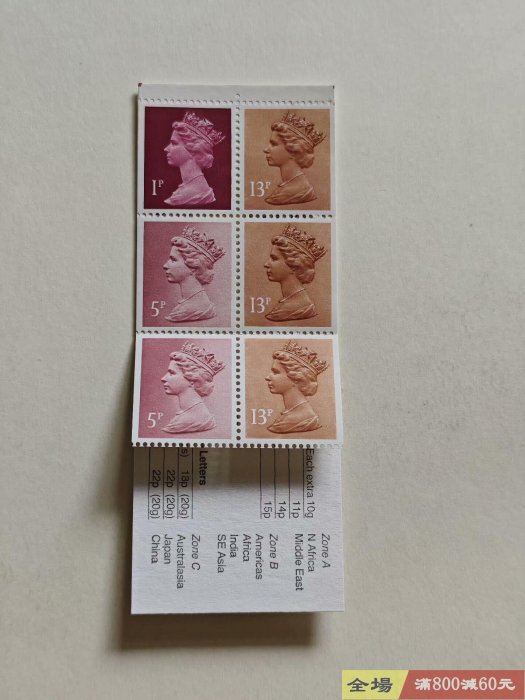 1P
13P
5P
13P
5P
13P
Each extra 10g
11p
14p
15p
Letters
s) 18p (20g)
22p (20g)
22p (20g)
Zone A
N Africa
Middle East
Zone B
Americas
Africa
India
SE Asia
Zone C
Australasia
Japan
China
全場 滿800減60元